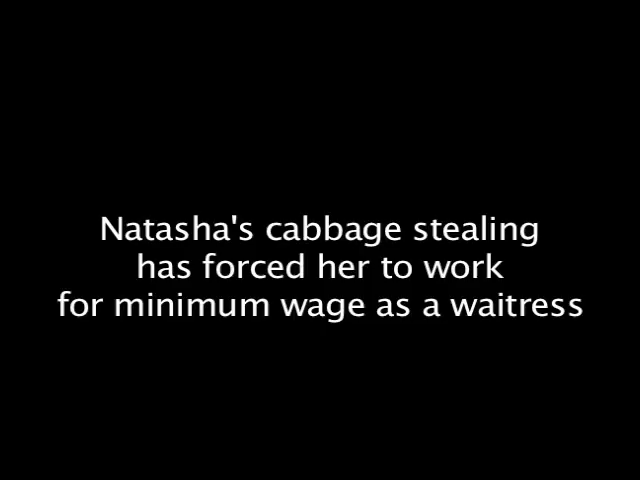 Natasha's cabbage stealing
has forced her to work
for minimum wage as a waitress